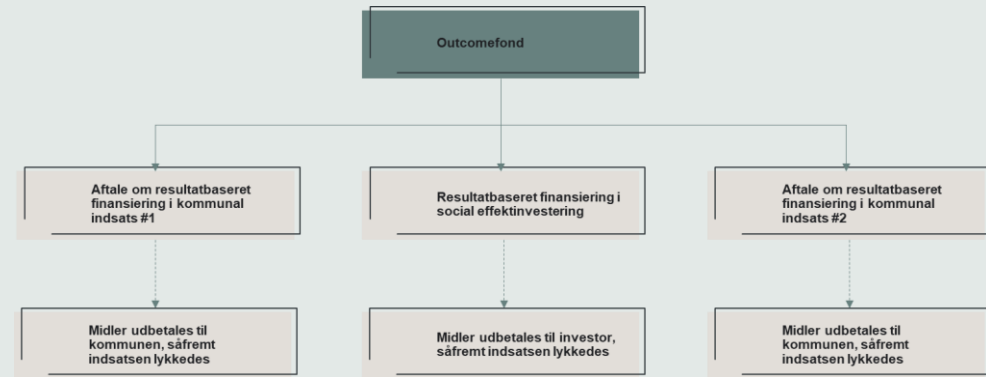 Outcomefond
Aftale om resultatbaseret
finansiering i kommunal
indsats #1
Resultatbaseret finansiering i
social effektinvestering
Aftale om resultatbaseret
finansiering i kommunal
indsats #2
Midler udbetales til
kommunen, såfremt
indsatsen lykkedes
Midler udbetales til investor,
såfremt indsatsen lykkedes
Midler udbetales til
kommunen, såfremt
indsatsen lykkedes